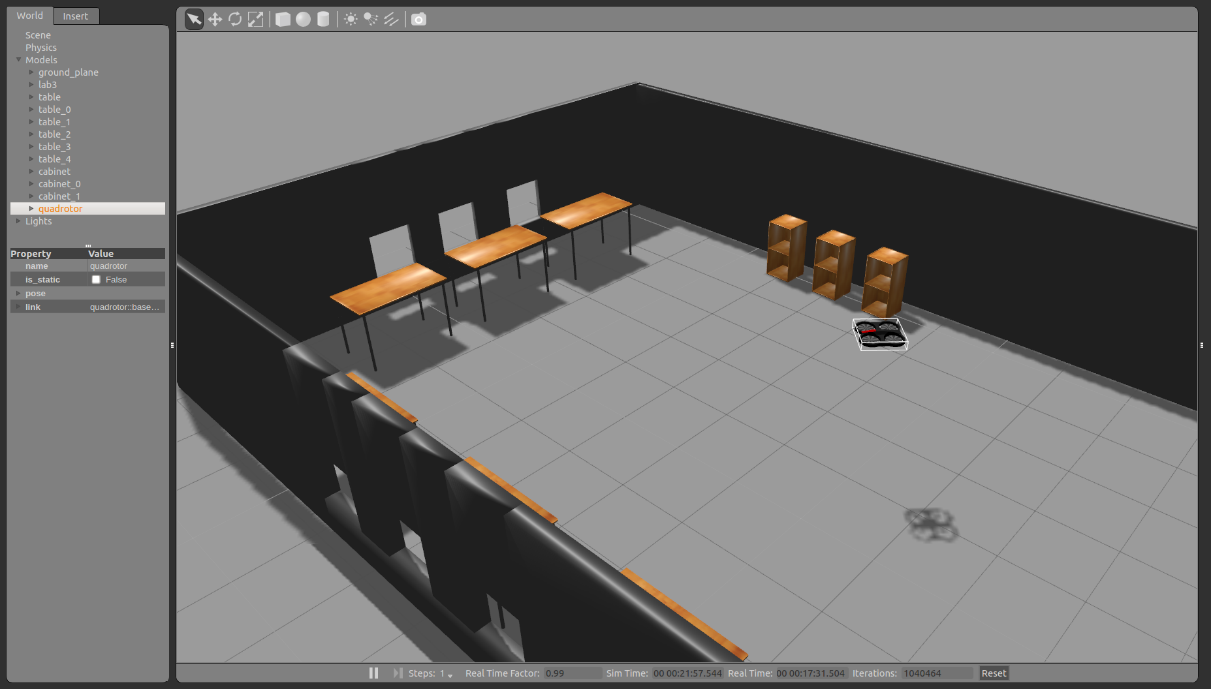 World Insert
Scene
Physics
Models
ground_plane
lab3
table
table_0
table_1
table_2
table_3
table_4
cabinet
cabinet_0
cabinet_1
quadrotor
Lights
Property Value
name quadrotor
is_static False
pose
link quadrotor::base...
Steps: 1 Real Time Factor: 0.99 Sim Time: 00 00:21:57.544 Real Time: 00 00:17:31.504 Iterations: 1040464 Reset